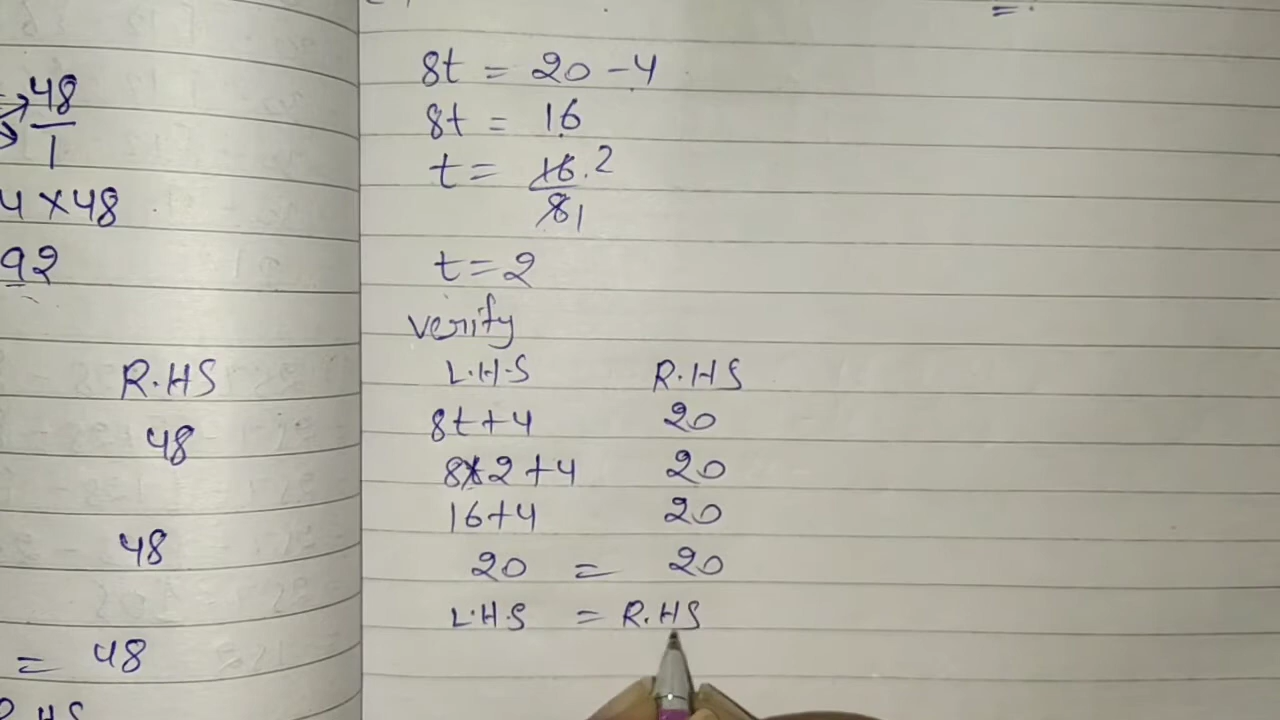 48
1
4 × 48
92
R.HS
48
48
= 48
8t = 20 - 4
8t = 16
t = 16 2
8 1
t = 2
verify
L.H.S R.HS
8t + 4 20
8×2 + 4 20
16 + 4 20
20 = 20
L.H.S = R.HS